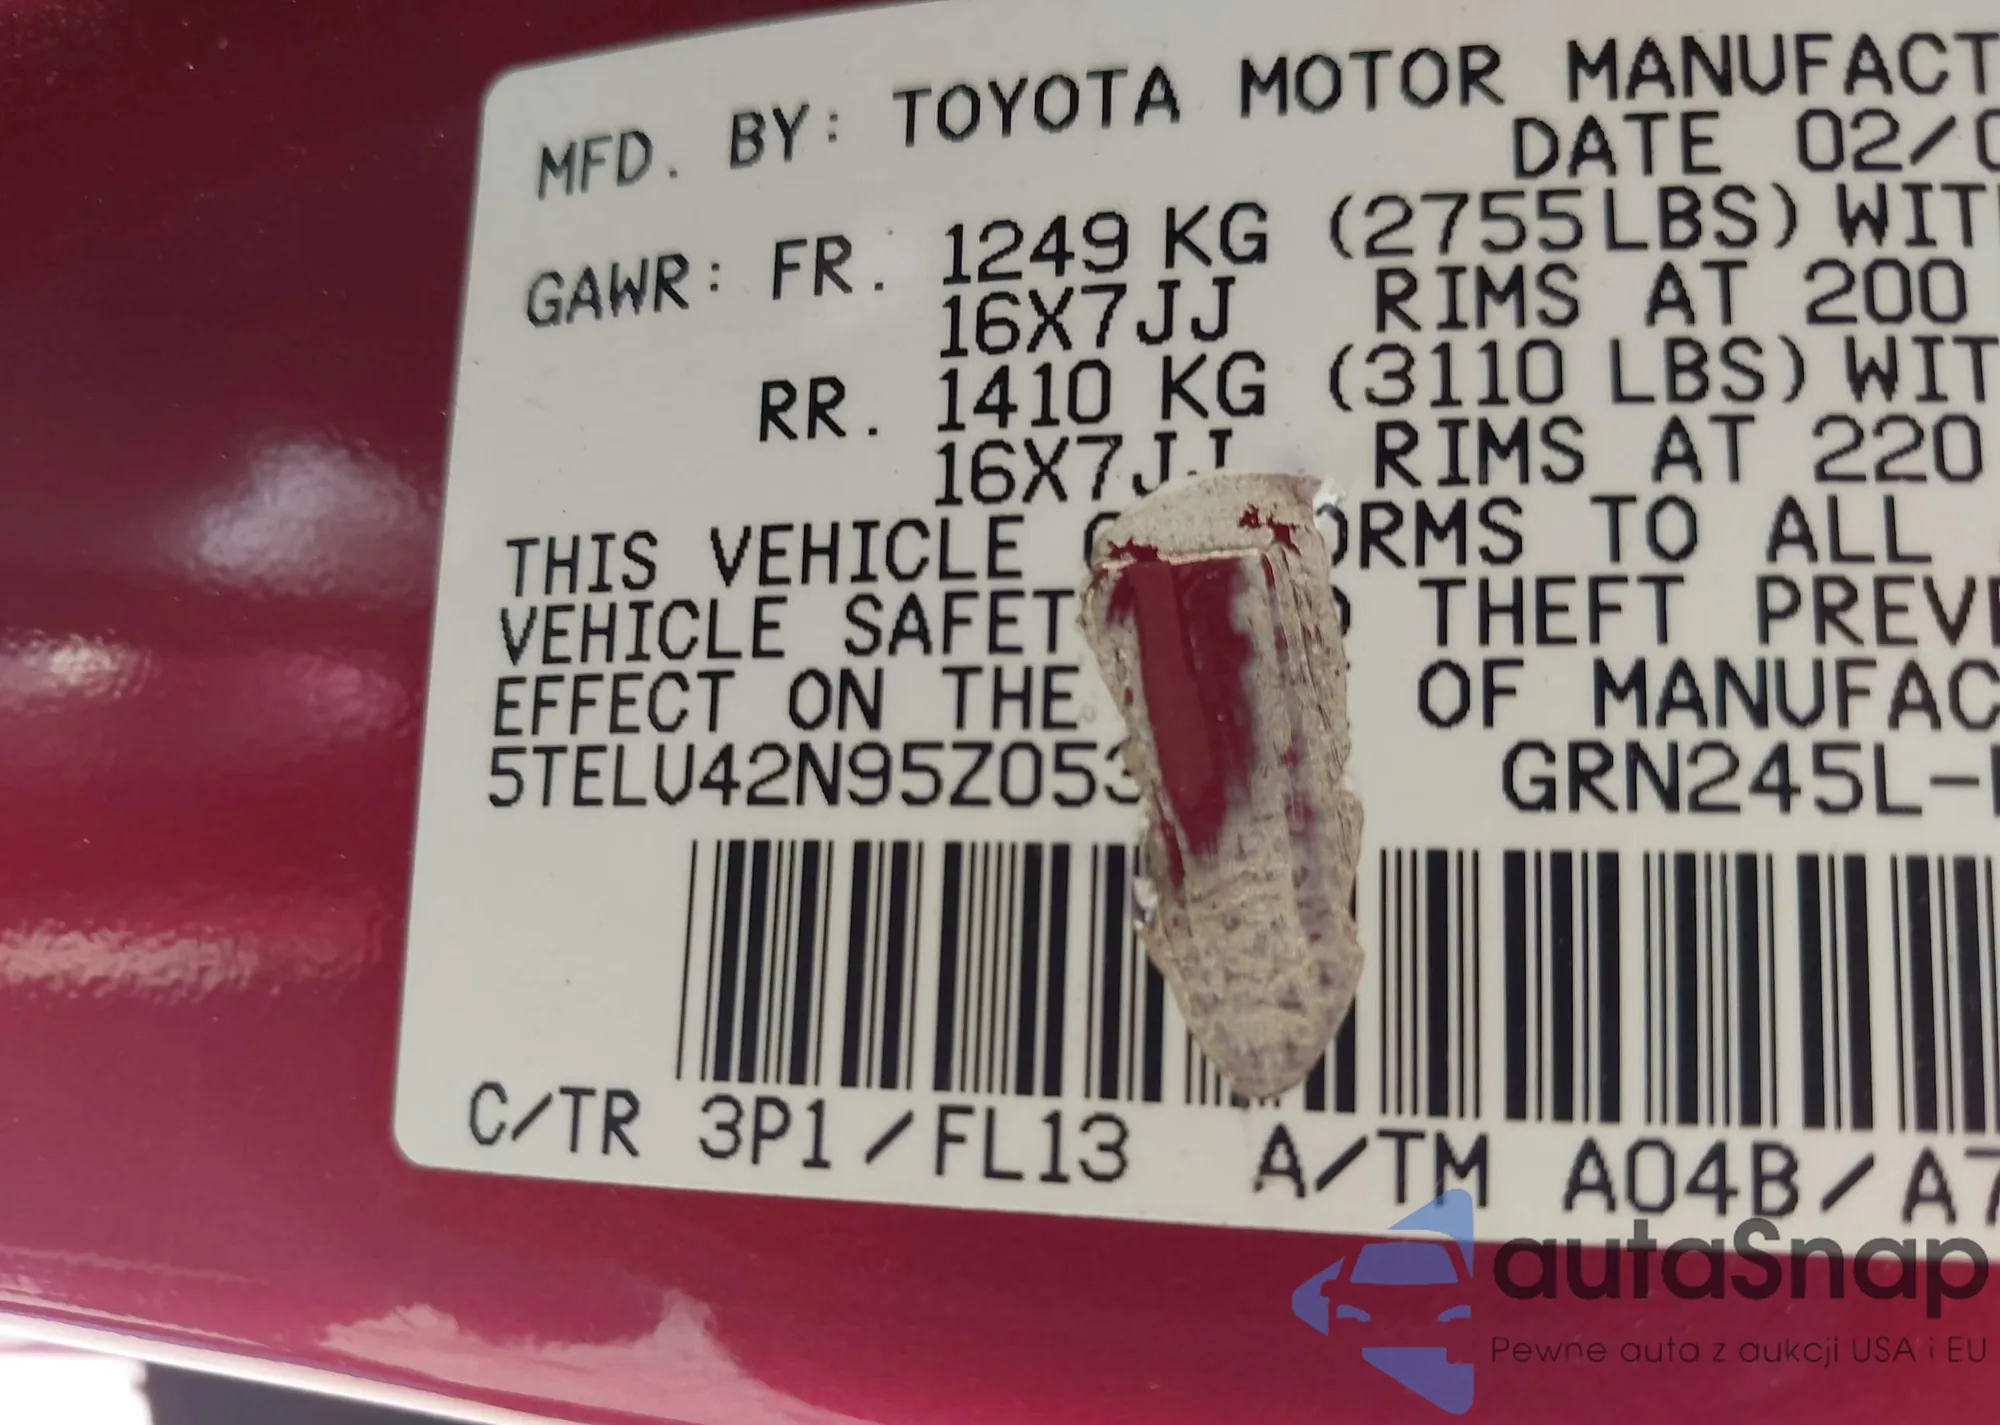 MFD. BY: TOYOTA MOTOR MANUFACT
DATE 02/0
GAWR: FR. 1249 KG (2755LBS) WIT
16X7JJ RIMS AT 200
RR. 1410 KG (3110 LBS) WIT
16X7JJ RIMS AT 220
THIS VEHICLE ORMS TO ALL
VEHICLE SAFET THEFT PREV
EFFECT ON THE OF MANUFAC
5TELU42N95Z053 GRN245L-
C/TR 3P1/FL13 A/TM A04B/A7
autaSnap
Pewne auta z aukcji USA i EU